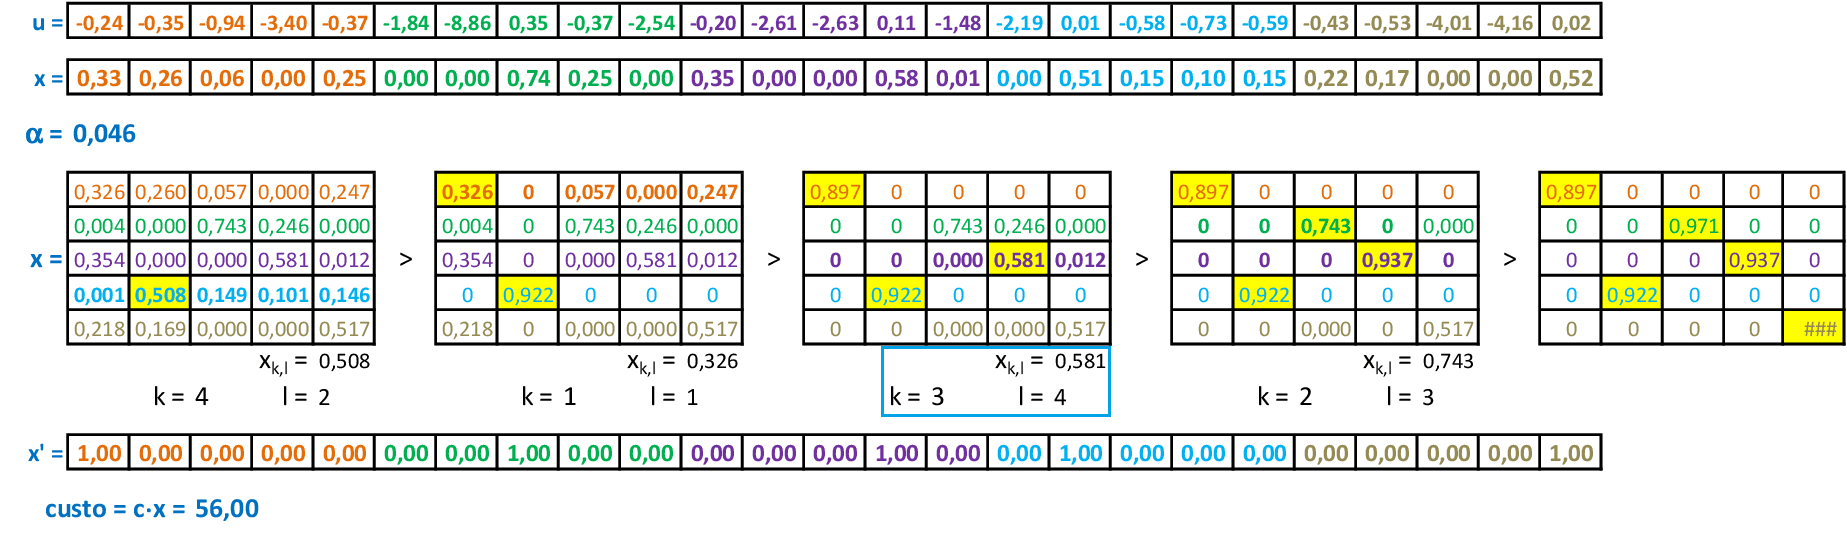 u = -0,24 -0,35 -0,94 -3,40 -0,37 -1,84 -8,86 0,35 -0,37 -2,54 -0,20 -2,61 -2,63 0,11 -1,48 -2,19 0,01 -0,58 -0,73 -0,59 -0,43 -0,53 -4,01 -4,16 0,02
x = 0,33 0,26 0,06 0,00 0,25 0,00 0,00 0,74 0,25 0,00 0,35 0,00 0,00 0,58 0,01 0,00 0,51 0,15 0,10 0,15 0,22 0,17 0,00 0,00 0,52
α = 0,046
0,326 0,260 0,057 0,000 0,247 0,326 0 0,057 0,000 0,247 0,897 0 0 0 0 0,897 0 0 0 0 0,897 0 0 0 0
0,004 0,000 0,743 0,246 0,000 0,004 0 0,743 0,246 0,000 0 0 0,743 0,246 0,000 0 0 0,743 0 0,000 0 0 0,971 0 0
x = 0,354 0,000 0,000 0,581 0,012 > 0,354 0 0,000 0,581 0,012 > 0 0 0,000 0,581 0,012 > 0 0 0 0,937 0 > 0 0 0 0,937 0
0,001 0,508 0,149 0,101 0,146 0 0,922 0 0 0 0 0,922 0 0 0 0 0,922 0 0 0 0 0,922 0 0 0
0,218 0,169 0,000 0,000 0,517 0,218 0 0,000 0,000 0,517 0 0 0,000 0,000 0,517 0 0 0,000 0 0,517 0 0 0 0 ###
xk,l = 0,508 xk,l = 0,326 xk,l = 0,581 xk,l = 0,743
k = 4 l = 2 k = 1 l = 1 k = 3 l = 4 k = 2 l = 3
x' = 1,00 0,00 0,00 0,00 0,00 0,00 0,00 1,00 0,00 0,00 0,00 0,00 0,00 1,00 0,00 0,00 1,00 0,00 0,00 0,00 0,00 0,00 0,00 0,00 1,00
custo = c·x = 56,00